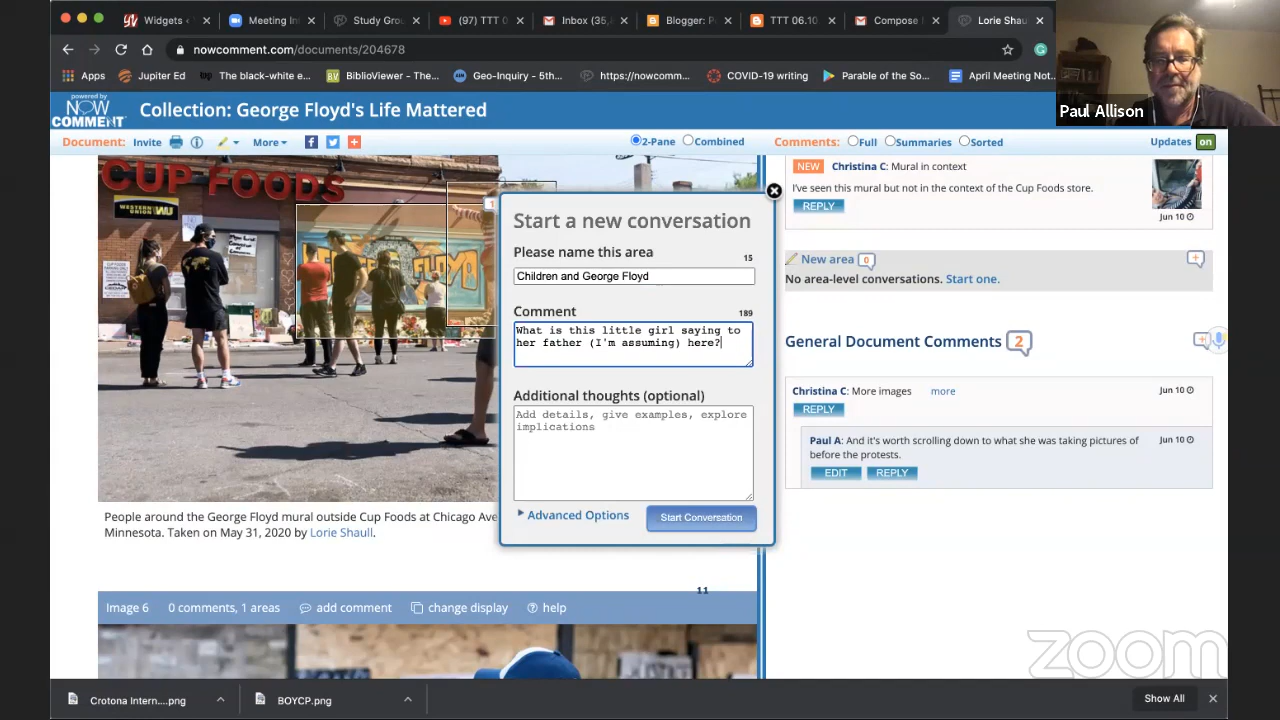 Widgets ‹
Meeting In
Study Grou
(97) TTT 0
Inbox (35,
Blogger: P
TTT 06.10
Compose
Lorie Shaul
nowcomment.com/documents/204678
Apps
Jupiter Ed
The black-white e...
BiblioViewer - The...
Geo-Inquiry - 5th...
https://nowcomm...
COVID-19 writing
Parable of the So...
April Meeting Not...
Paul Allison
powered by
NOW
COMMENT
Collection: George Floyd's Life Mattered
Document: Invite More
2-Pane Combined
Comments: Full Summaries Sorted
Updates on
CUP FOODS
WESTERN UNION WU
FLOYD
1
NEW Christina C: Mural in context
I've seen this mural but not in the context of the Cup Foods store.
REPLY
Jun 10
New area 0
No area-level conversations. Start one.
General Document Comments 2
Christina C: More images more Jun 10
REPLY
Paul A: And it's worth scrolling down to what she was taking pictures of Jun 10
before the protests.
EDIT REPLY
Start a new conversation
Please name this area 15
Children and George Floyd
Comment 189
What is this little girl saying to
her father (I'm assuming) here?
Additional thoughts (optional)
Add details, give examples, explore
implications
Advanced Options Start Conversation
People around the George Floyd mural outside Cup Foods at Chicago Ave
Minnesota. Taken on May 31, 2020 by Lorie Shaull.
11
Image 6 0 comments, 1 areas add comment change display help
zoom
Crotona Intern....png
BOYCP.png
Show All